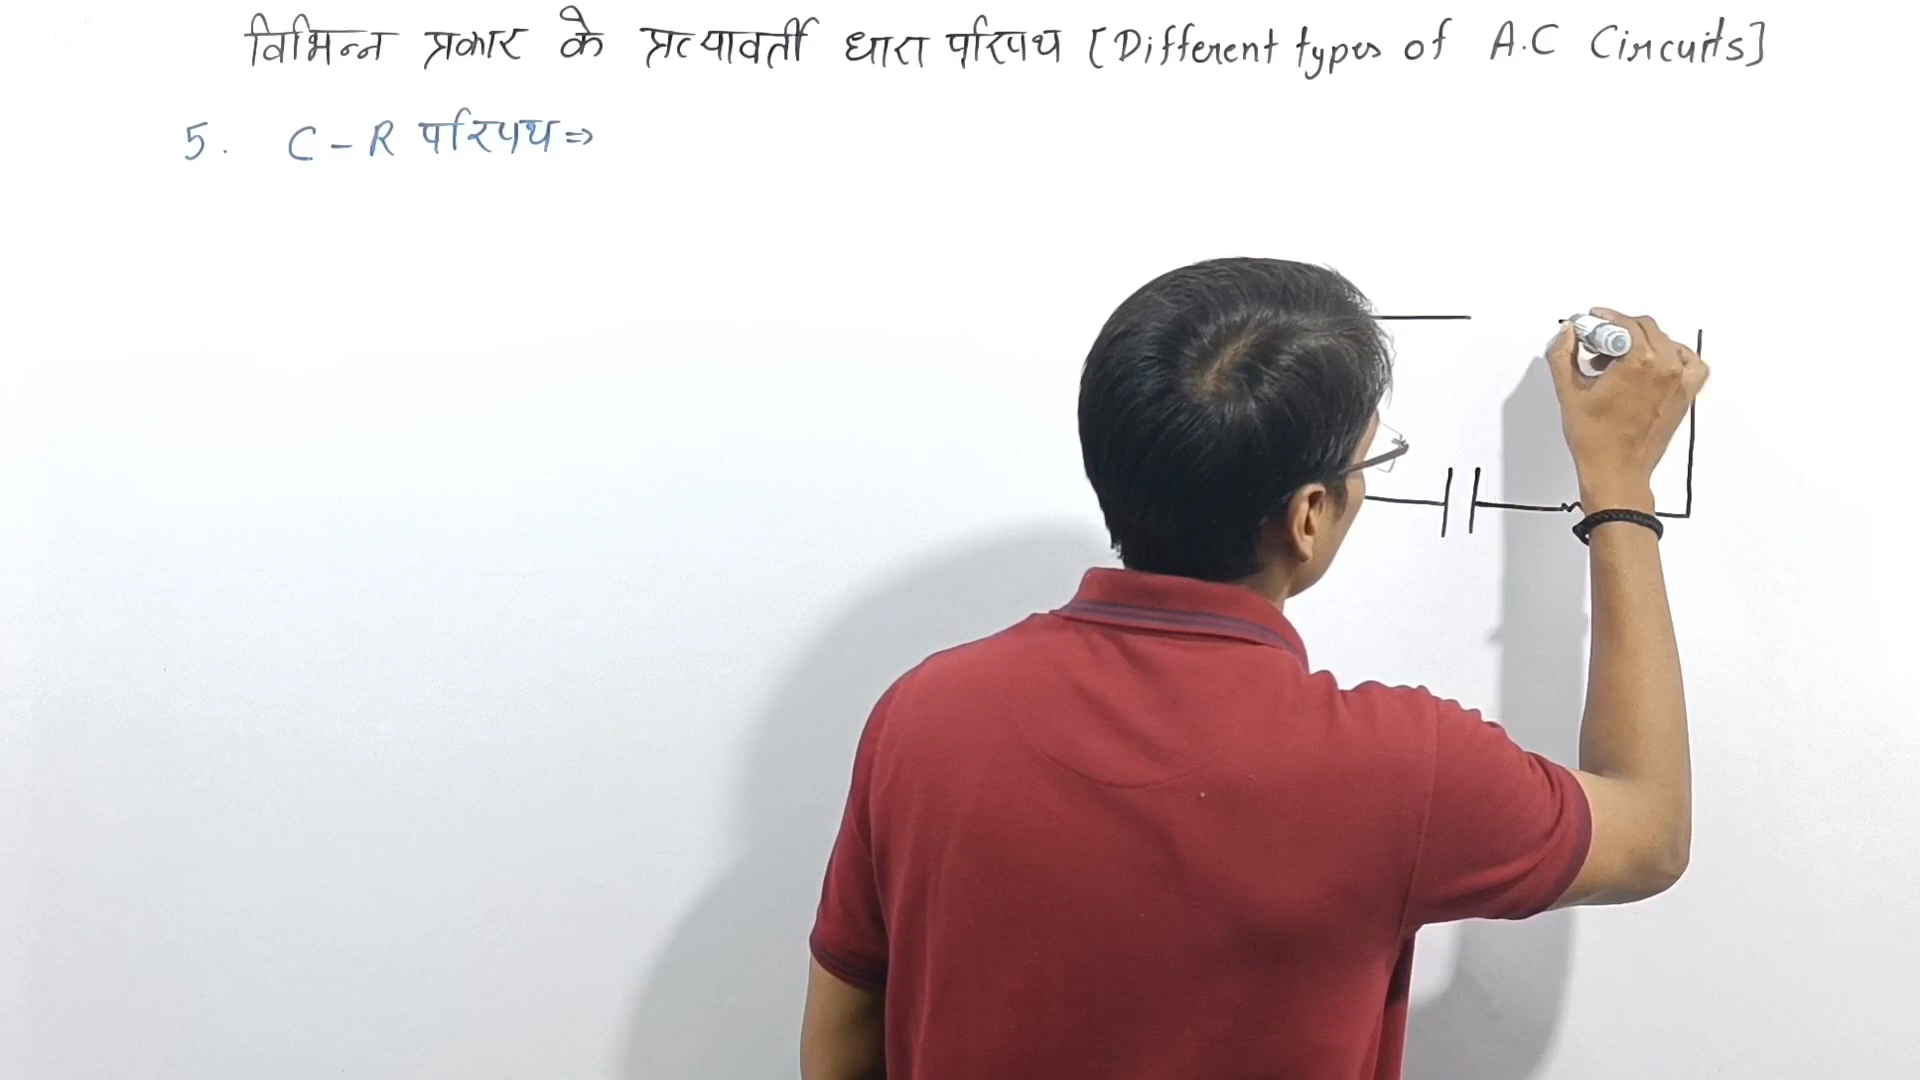 विभिन्न प्रकार के प्रत्यावर्ती धारा परिपथ [Different types of A.C Circuits]
5. C-R परिपथ⇒